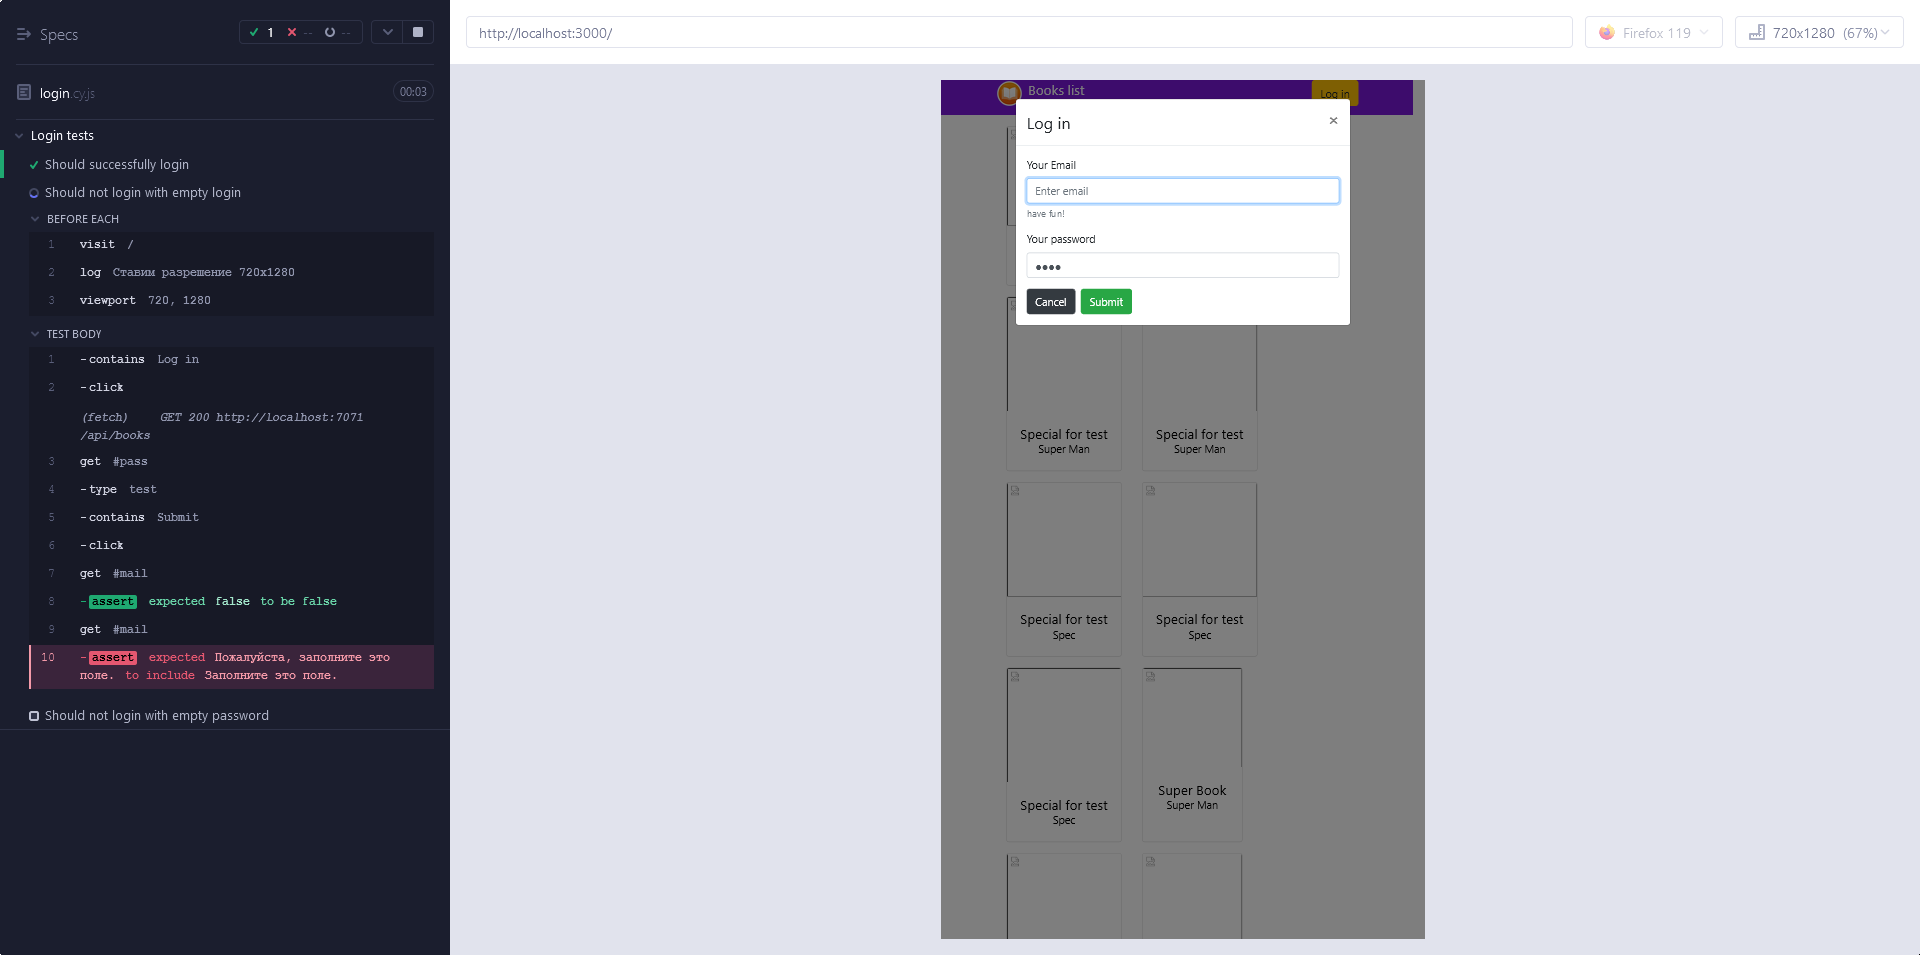 Specs
1 -- --
login.cy.js 00:03
Login tests
Should successfully login
Should not login with empty login
BEFORE EACH
1 visit /
2 log Ставим разрешение 720x1280
3 viewport 720, 1280
TEST BODY
1 -contains Log in
2 -click
(fetch) GET 200 http://localhost:7071
/api/books
3 get #pass
4 -type test
5 -contains Submit
6 -click
7 get #mail
8 -assert expected false to be false
9 get #mail
10 -assert expected Пожалуйста, заполните это
поле. to include Заполните это поле.
Should not login with empty password
http://localhost:3000/
Firefox 119
720x1280 (67%)
Books list
Log in
Log in ×
Your Email
Enter email
have fun!
Your password
Cancel Submit
Special for test
Super Man
Special for test
Super Man
Special for test
Spec
Special for test
Spec
Special for test
Spec
Super Book
Super Man